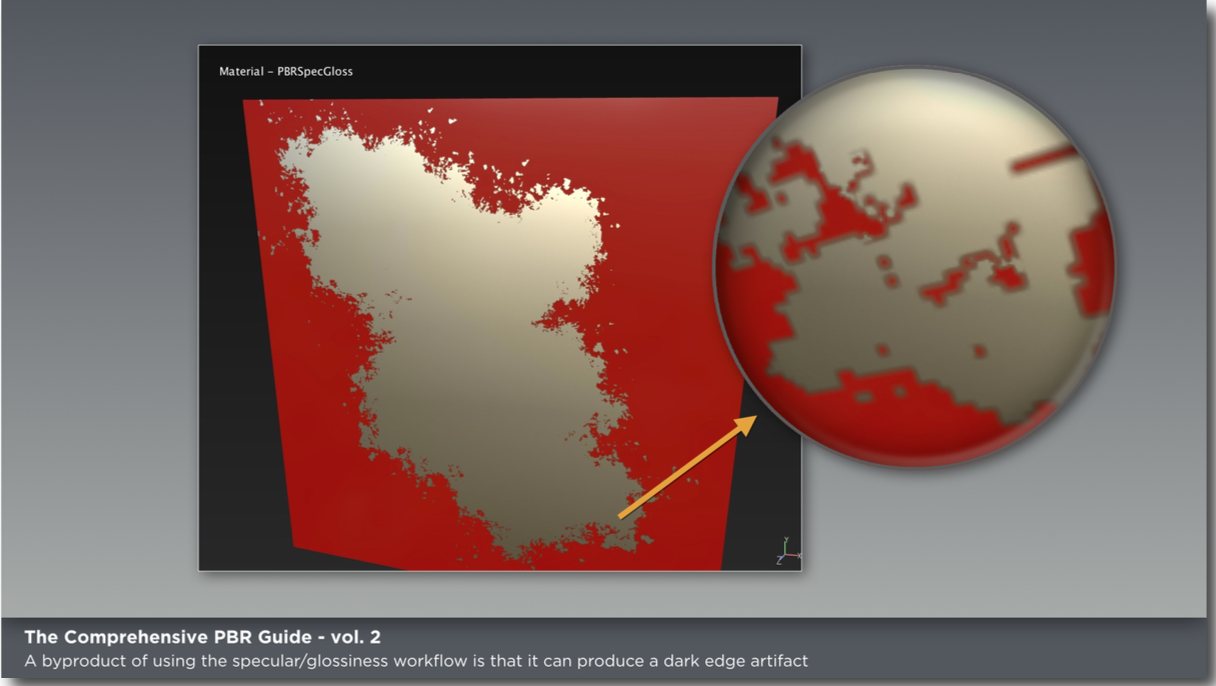 Material – PBRSpecGloss
Y
Z X
The Comprehensive PBR Guide - vol. 2
A byproduct of using the specular/glossiness workflow is that it can produce a dark edge artifact